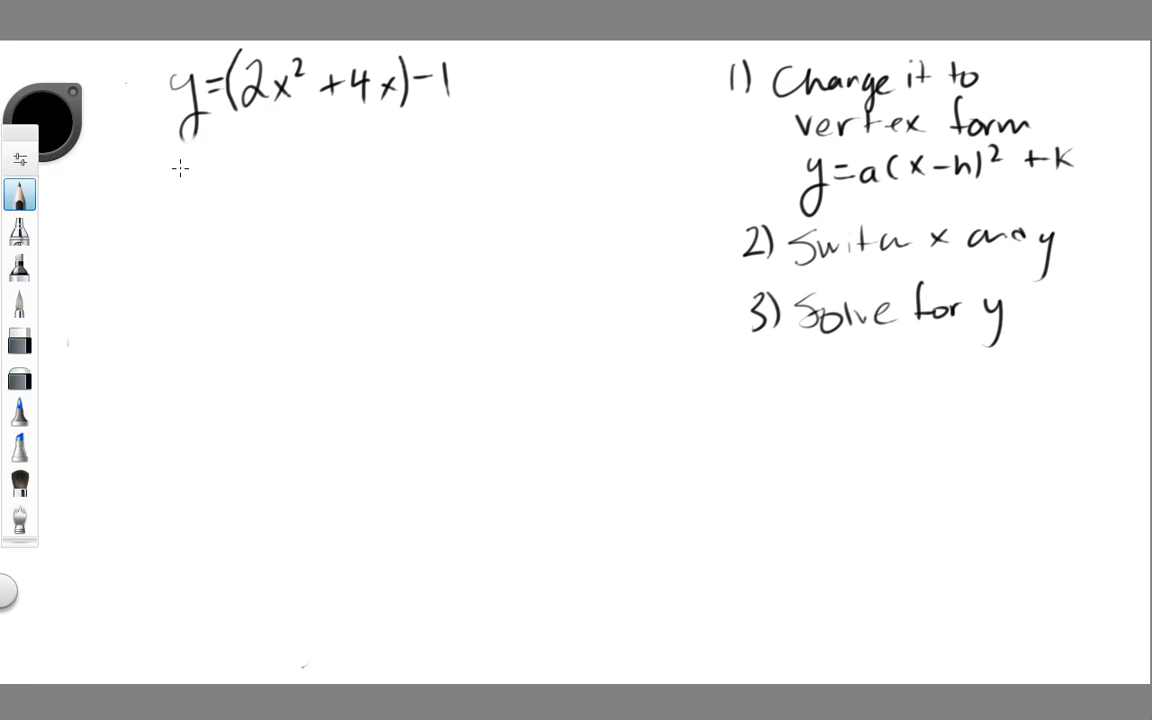 y=(2x² +4x)-1
1) Change it to
vertex form
y=a(x-h)² +k
2) Switch x and y
3) Solve for y